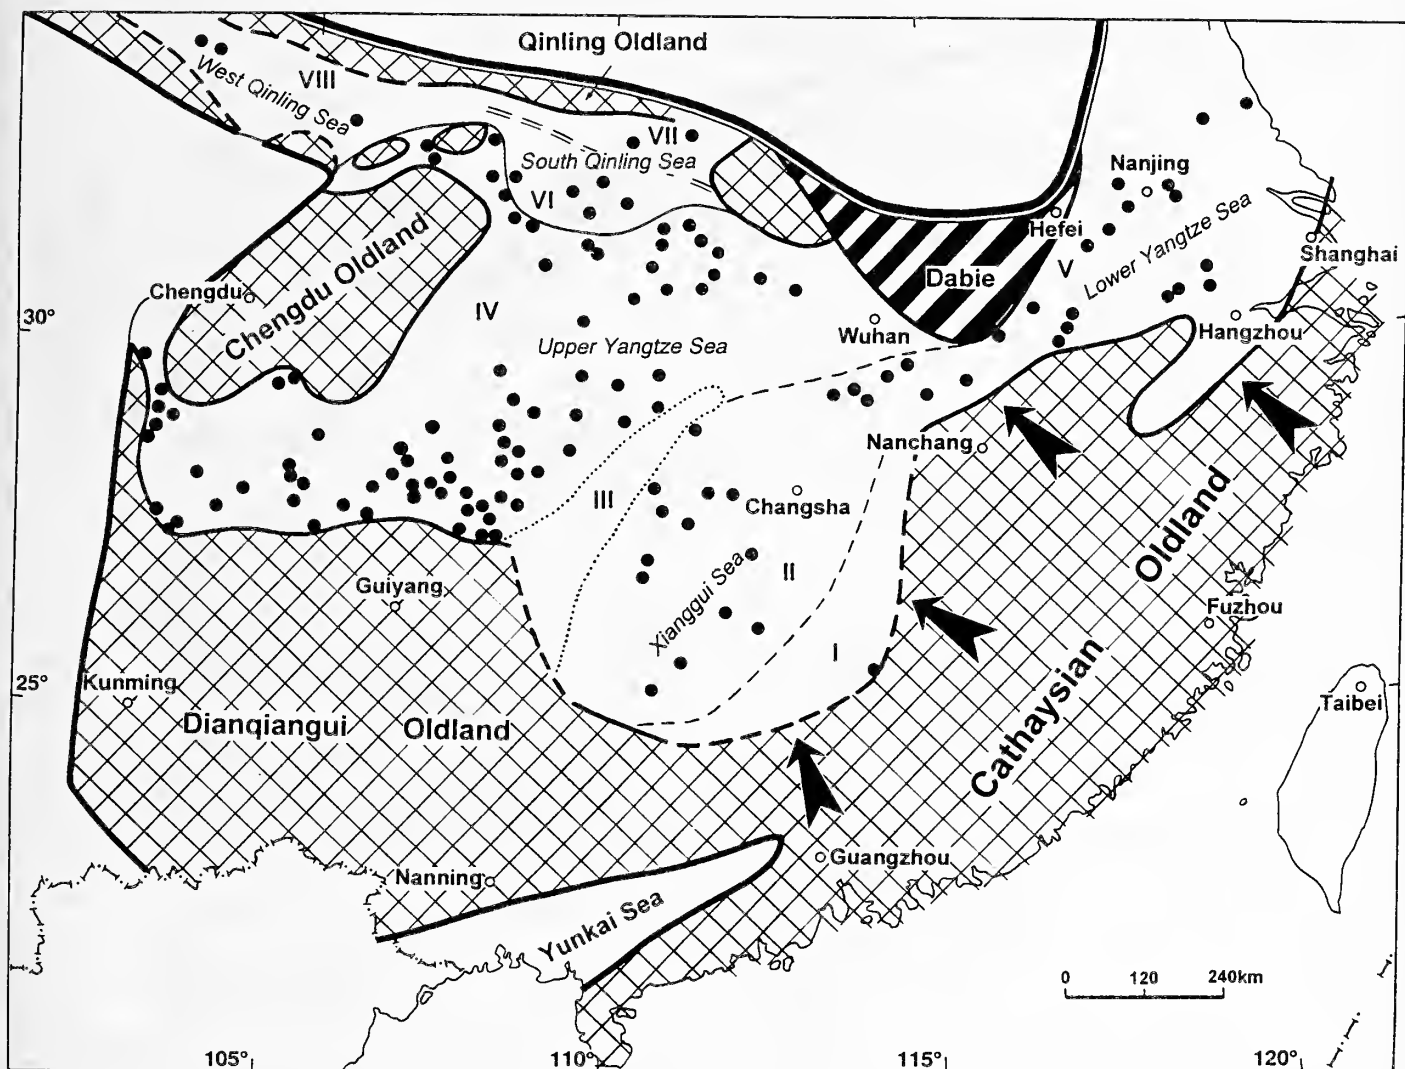 Qinling Oldland
VIII
West Qinling Sea
VII
South Qinling Sea
VI
Nanjing
Hefei
Lower Yangtze Sea
V
Shanghai
Chengdu
Chengdu Oldland
Dabie
30°
IV
Upper Yangtze Sea
Wuhan
Hangzhou
Nanchang
III
Changsha
Oldland
II
Xianggui Sea
Guiyang
Fuzhou
I
Cathaysian
25°
Kunming
Dianqiangui Oldland
Taibei
Guangzhou
Nanning
Yunkai Sea
0 120 240km
105° 110° 115° 120°